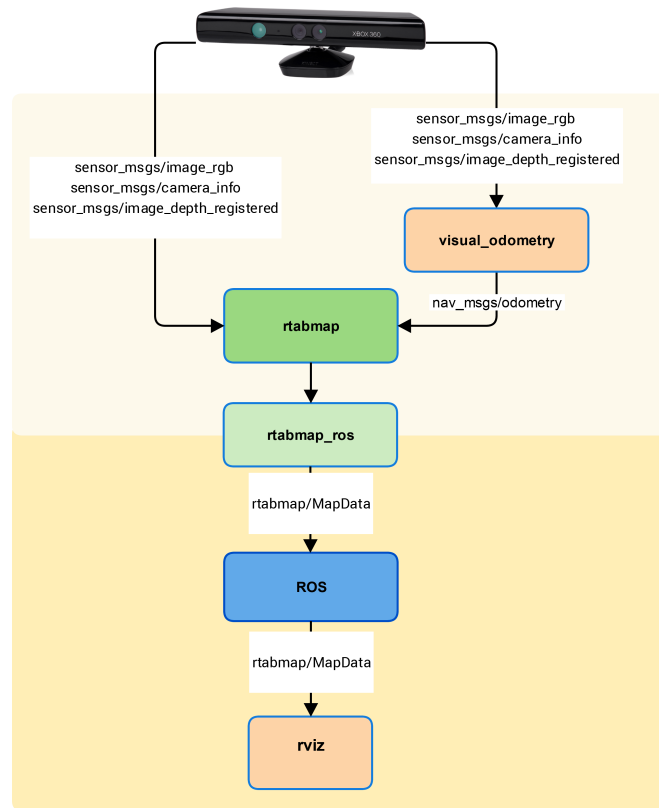 XBOX 360
sensor_msgs/image_rgb
sensor_msgs/camera_info
sensor_msgs/image_depth_registered
sensor_msgs/image_rgb
sensor_msgs/camera_info
sensor_msgs/image_depth_registered
visual_odometry
nav_msgs/odometry
rtabmap
rtabmap_ros
rtabmap/MapData
ROS
rtabmap/MapData
rviz